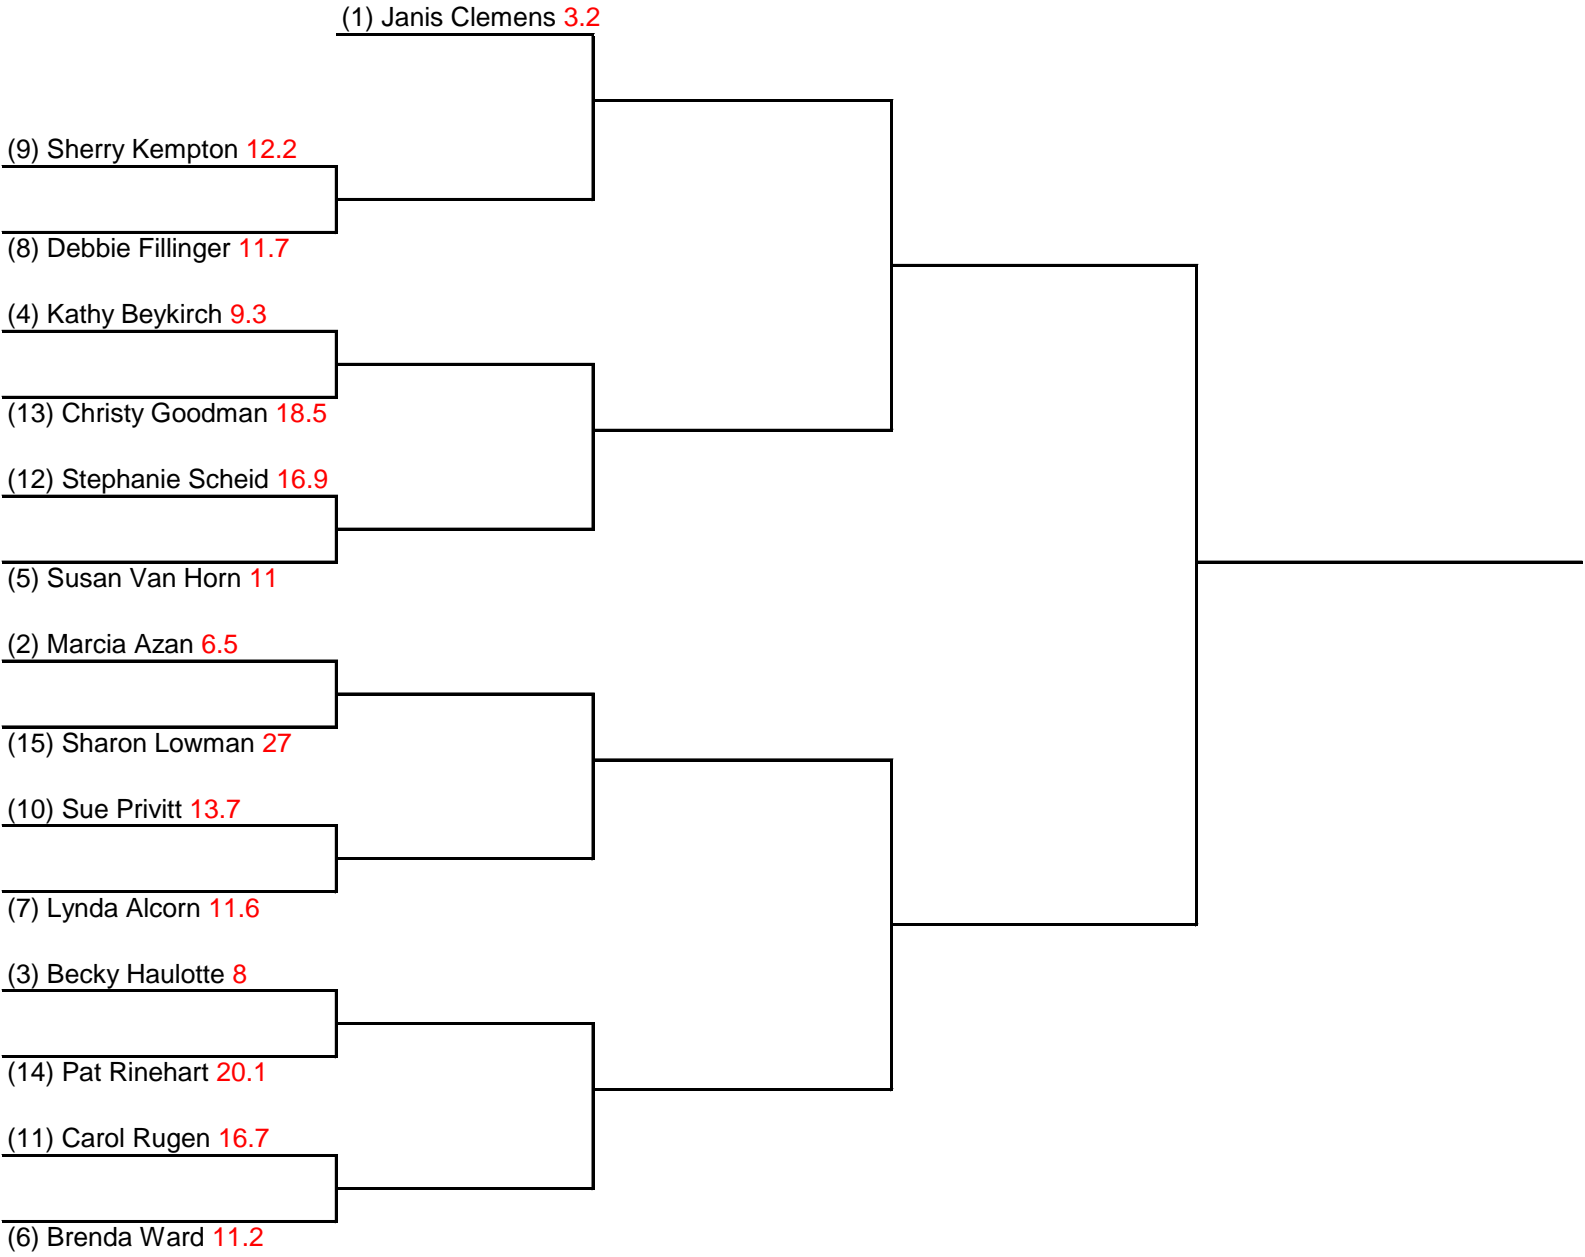 (1) Janis Clemens 3.2
(9) Sherry Kempton 12.2
(8) Debbie Fillinger 11.7
(4) Kathy Beykirch 9.3
(13) Christy Goodman 18.5
(12) Stephanie Scheid 16.9
(5) Susan Van Horn 11
(2) Marcia Azan 6.5
(15) Sharon Lowman 27
(10) Sue Privitt 13.7
(7) Lynda Alcorn 11.6
(3) Becky Haulotte 8
(14) Pat Rinehart 20.1
(11) Carol Rugen 16.7
(6) Brenda Ward 11.2